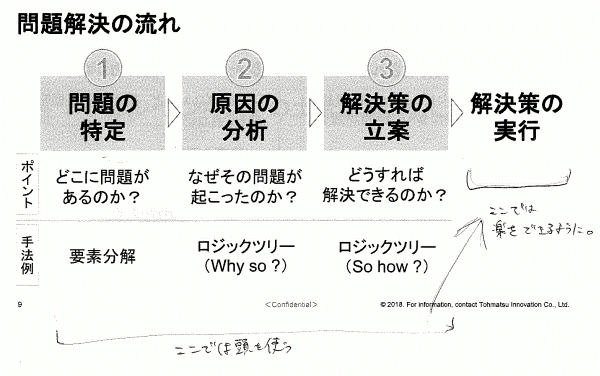 問題解決の流れ
1
2
3
問題の
特定
原因の
分析
解決策の
立案
解決策の
実行
ポイント
どこに問題が
あるのか？
なぜその問題が
起こったのか？
どうすれば
解決できるのか？
ここでは
楽をできるように。
手法例
要素分解
ロジックツリー
（Why so？）
ロジックツリー
（So how？）
9
＜Confidential＞
© 2018. For information, contact Tohmatsu Innovation Co., Ltd.
ここでは頭を使う